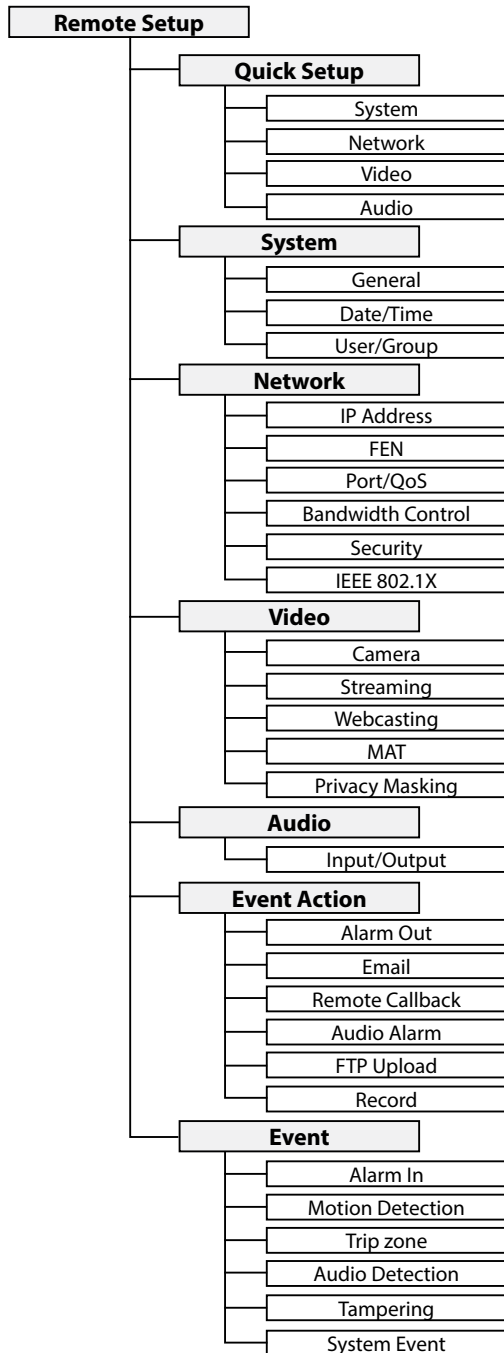 Remote Setup
Quick Setup
System
Network
Video
Audio
System
General
Date/Time
User/Group
Network
IP Address
FEN
Port/QoS
Bandwidth Control
Security
IEEE 802.1X
Video
Camera
Streaming
Webcasting
MAT
Privacy Masking
Audio
Input/Output
Event Action
Alarm Out
Email
Remote Callback
Audio Alarm
FTP Upload
Record
Event
Alarm In
Motion Detection
Trip zone
Audio Detection
Tampering
System Event